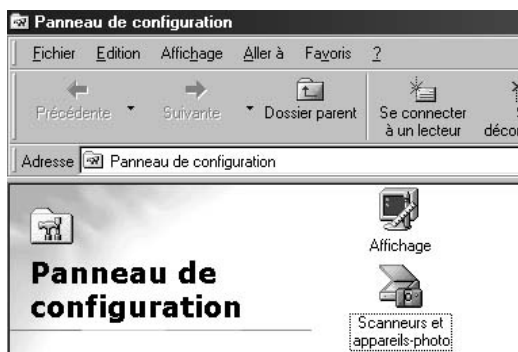 Panneau de configuration
Fichier Edition Affichage Aller à Favoris ?
Précédente Suivante Dossier parent Se connecter
à un lecteur
Adresse Panneau de configuration
Affichage
Panneau de
configuration
Scanneurs et
appareils-photo